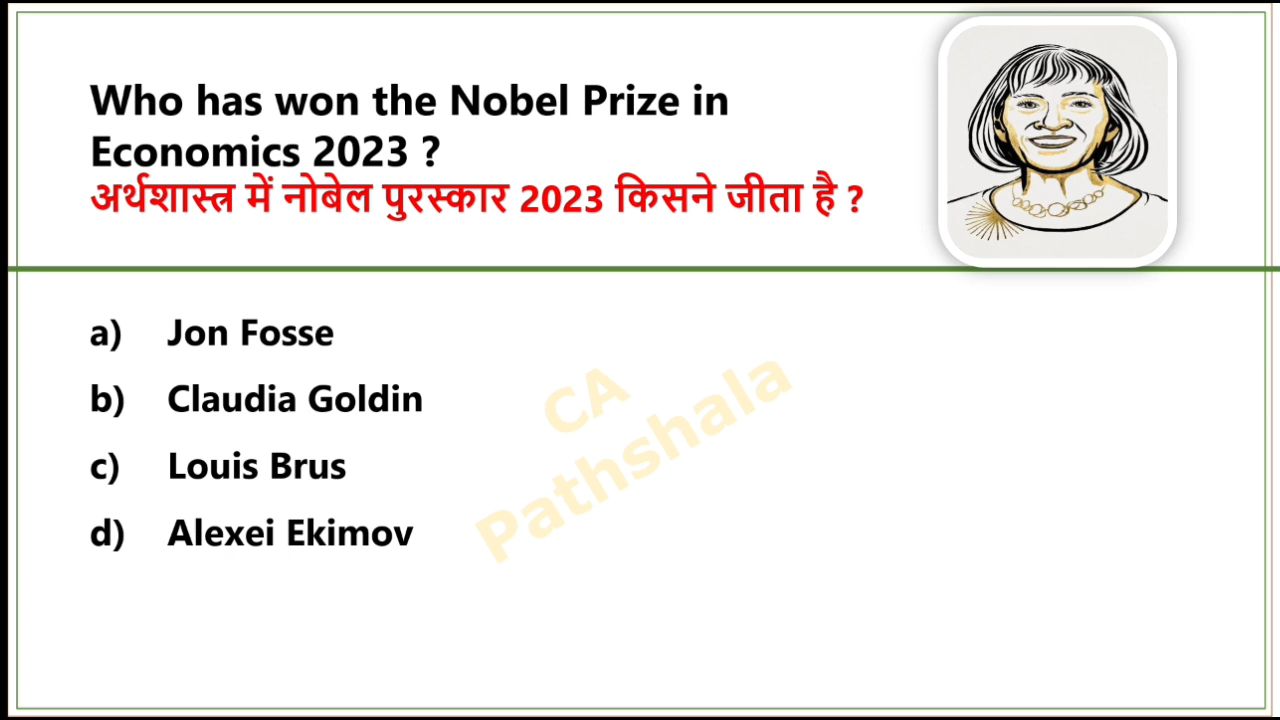 Who has won the Nobel Prize in
Economics 2023 ?
अर्थशास्त्र में नोबेल पुरस्कार 2023 किसने जीता है ?
a) Jon Fosse
b) Claudia Goldin
c) Louis Brus
d) Alexei Ekimov
CA
Pathshala